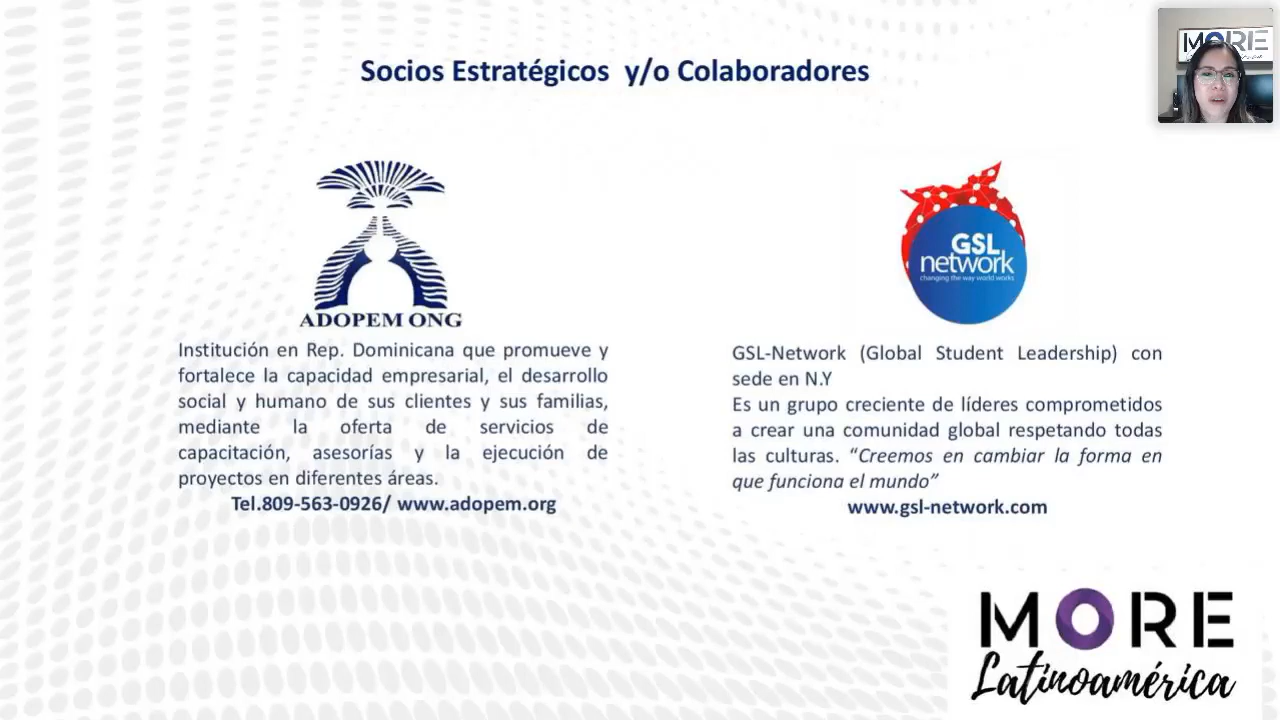 Socios Estratégicos y/o Colaboradores
MORE
ADOPEM ONG
Institución en Rep. Dominicana que promueve y
fortalece la capacidad empresarial, el desarrollo
social y humano de sus clientes y sus familias,
mediante la oferta de servicios de
capacitación, asesorías y la ejecución de
proyectos en diferentes áreas.
Tel.809-563-0926/ www.adopem.org
GSL
network
changing the way world works
GSL-Network (Global Student Leadership) con
sede en N.Y
Es un grupo creciente de líderes comprometidos
a crear una comunidad global respetando todas
las culturas. “Creemos en cambiar la forma en
que funciona el mundo”
www.gsl-network.com
MORE
Latinoamérica